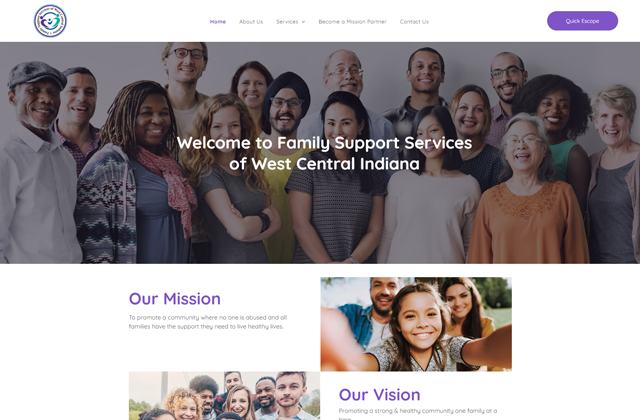 Home
About Us
Services
Become a Mission Partner
Contact Us
Quick Escape
Welcome to Family Support Services
of West Central Indiana
Our Mission
To promote a community where no one is abused and all
families have the support they need to live healthy lives.
Our Vision
Promoting a strong & healthy community one family at a